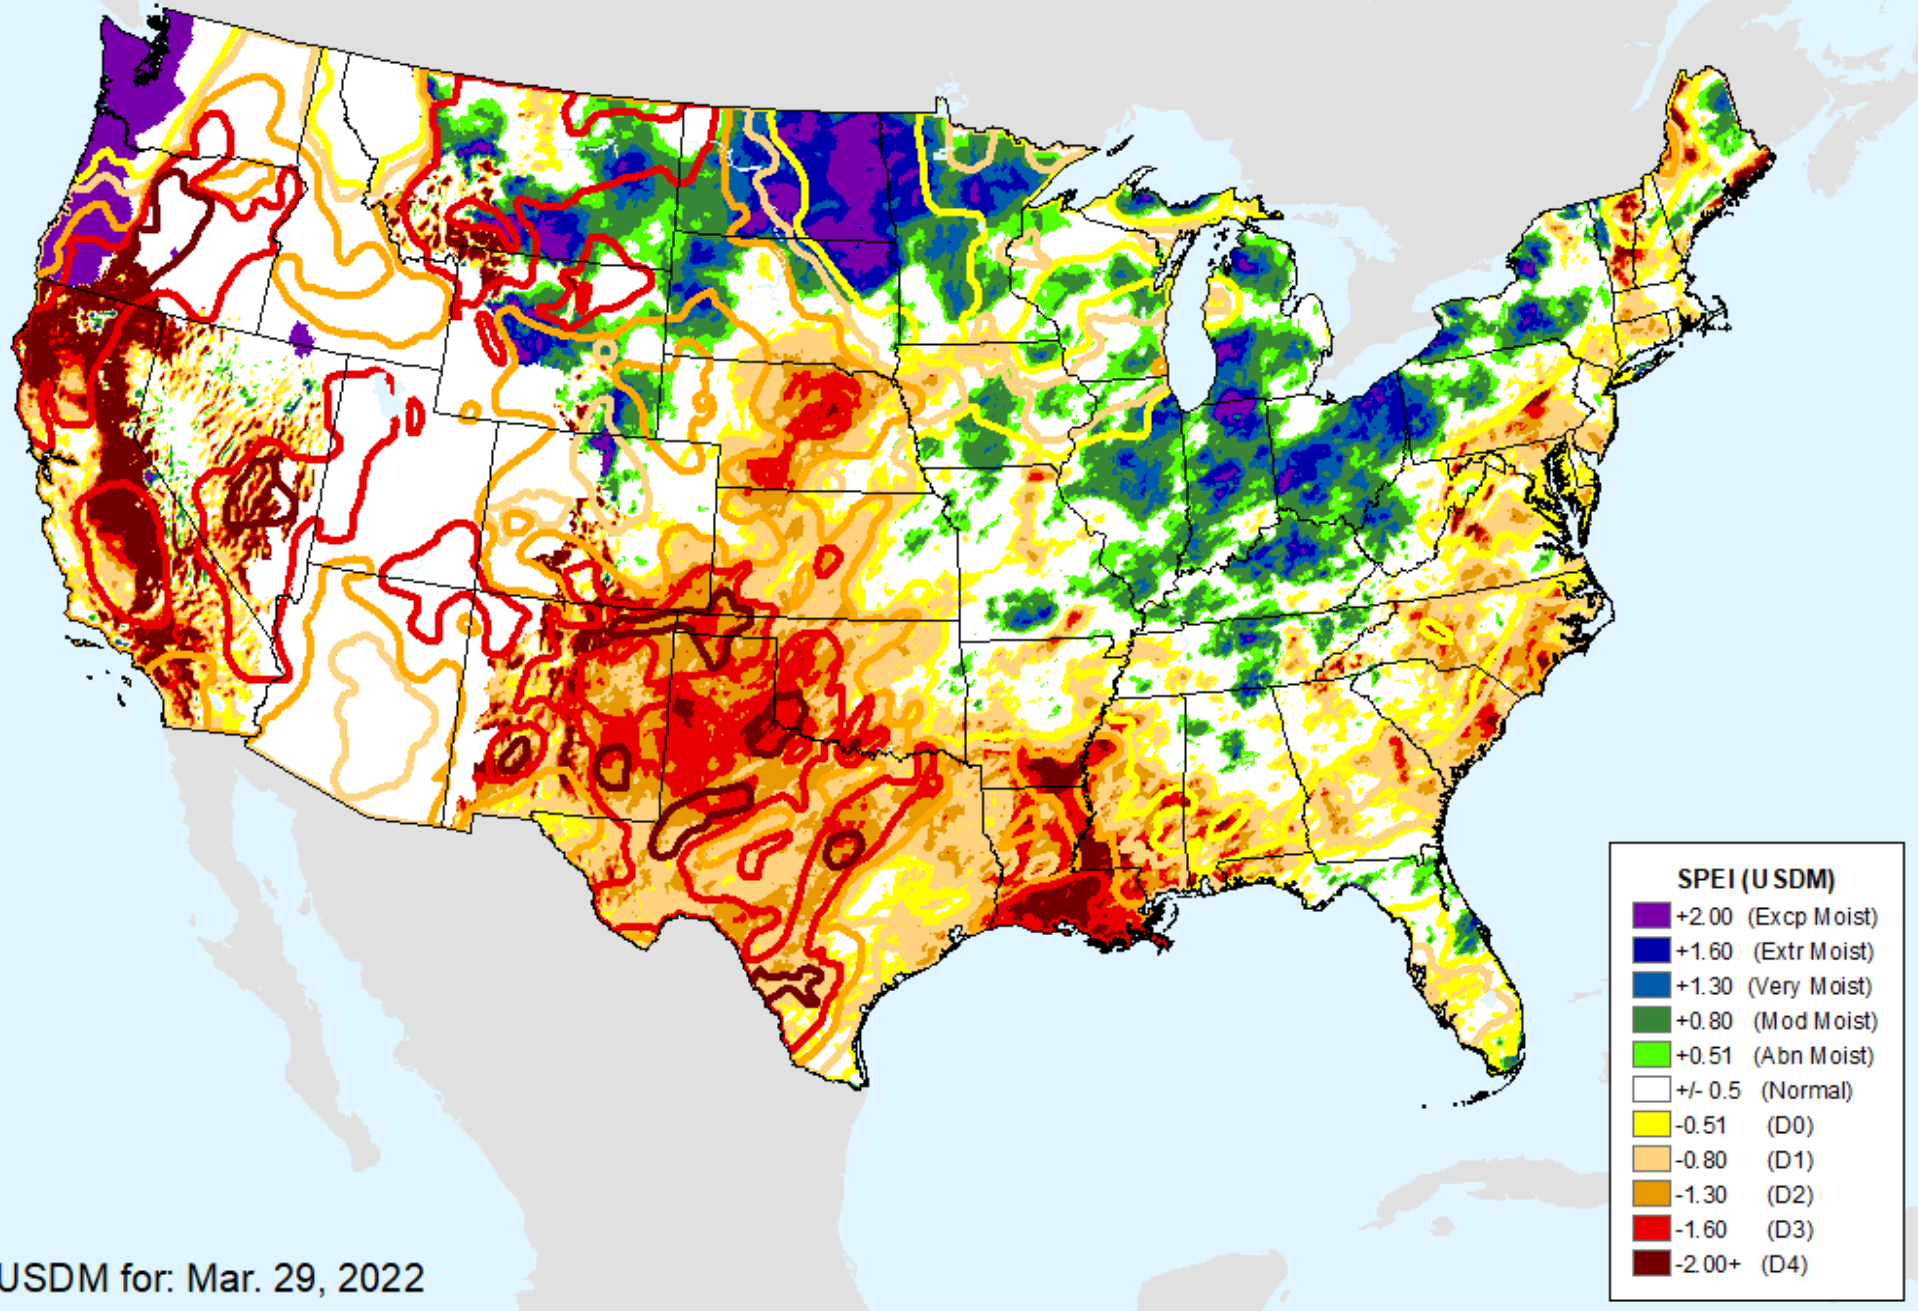 SPEI (USDM)
+2.00 (Excp Moist)
+1.60 (Extr Moist)
+1.30 (Very Moist)
+0.80 (Mod Moist)
+0.51 (Abn Moist)
+/- 0.5 (Normal)
-0.51 (D0)
-0.80 (D1)
-1.30 (D2)
-1.60 (D3)
-2.00+ (D4)
USDM for: Mar. 29, 2022